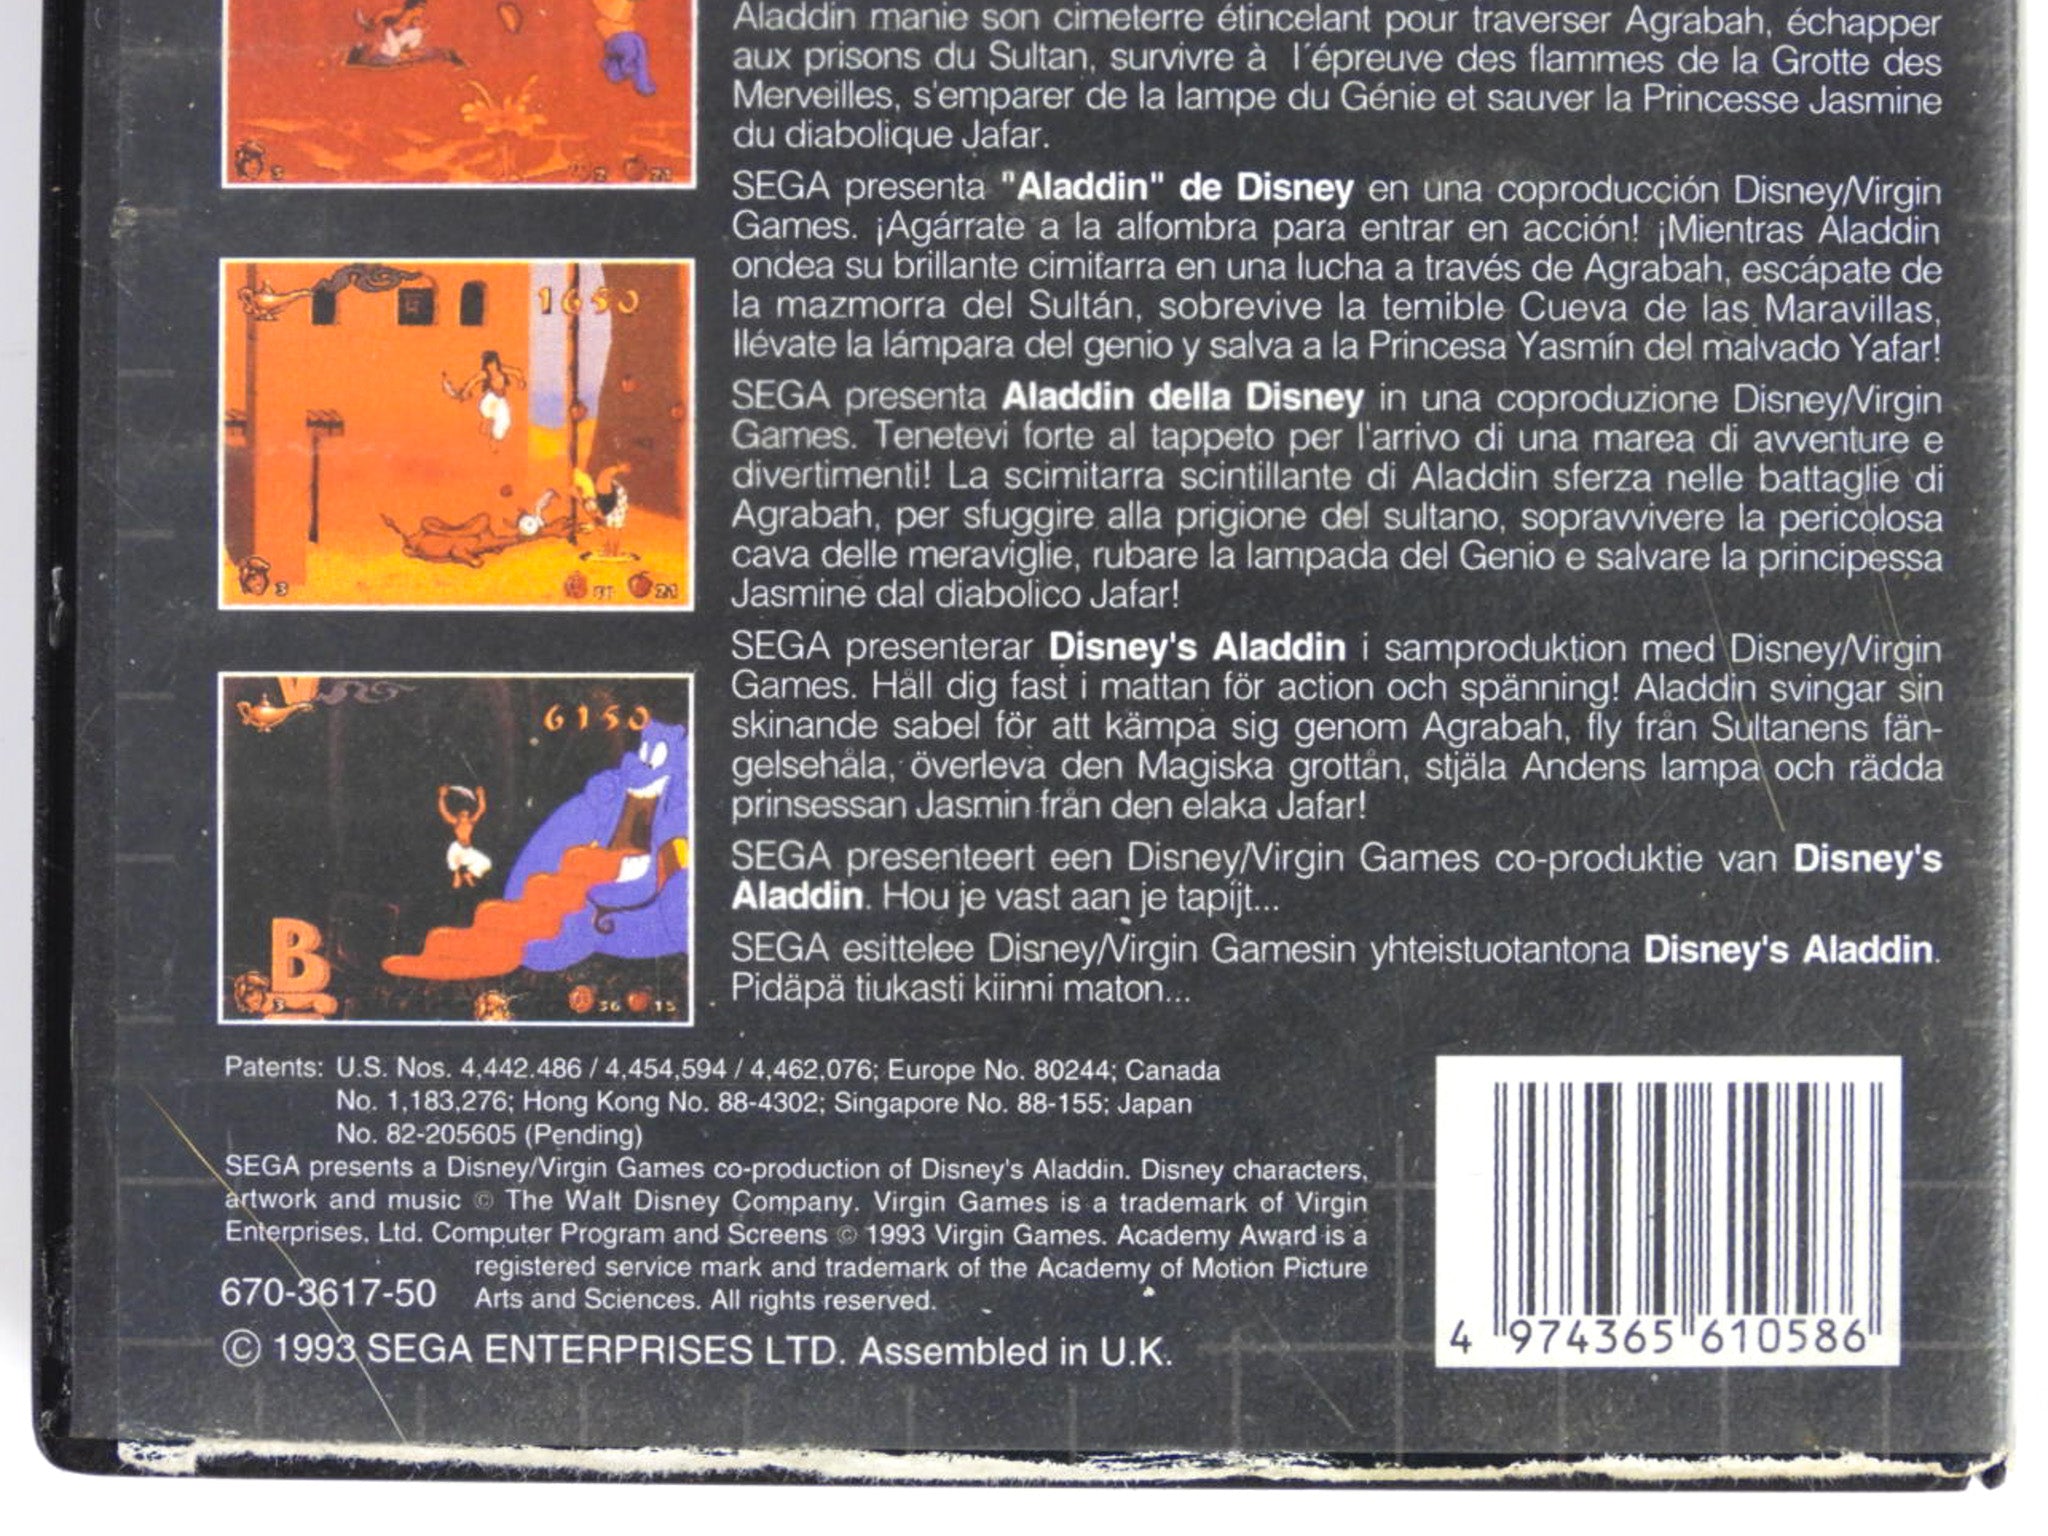 Aladdin manie son cimeterre étincelant pour traverser Agrabah, échapper
aux prisons du Sultan, survivre à l´épreuve des flammes de la Grotte des
Merveilles, s'emparer de la lampe du Génie et sauver la Princesse Jasmine
du diabolique Jafar.
SEGA presenta "Aladdin" de Disney en una coproducción Disney/Virgin
Games. ¡Agárrate a la alfombra para entrar en acción! ¡Mientras Aladdin
ondea su brillante cimitarra en una lucha a través de Agrabah, escápate de
la mazmorra del Sultán, sobrevive la temible Cueva de las Maravillas,
llévate la lámpara del genio y salva a la Princesa Yasmín del malvado Yafar!
SEGA presenta Aladdin della Disney in una coproduzione Disney/Virgin
Games. Tenetevi forte al tappeto per l'arrivo di una marea di avventure e
divertimenti! La scimitarra scintillante di Aladdin sferza nelle battaglie di
Agrabah, per sfuggire alla prigione del sultano, sopravvivere la pericolosa
cava delle meraviglie, rubare la lampada del Genio e salvare la principessa
Jasmine dal diabolico Jafar!
SEGA presenterar Disney's Aladdin i samproduktion med Disney/Virgin
Games. Håll dig fast i mattan för action och spänning! Aladdin svingar sin
skinande sabel för att kämpa sig genom Agrabah, fly från Sultanens fän-
gelsehåla, överleva den Magiska grottan, stjäla Andens lampa och rädda
prinsessan Jasmin från den elaka Jafar!
SEGA presenteert een Disney/Virgin Games co-produktie van Disney's
Aladdin. Hou je vast aan je tapijt...
SEGA esittelee Disney/Virgin Gamesin yhteistuotantona Disney's Aladdin.
Pidäpä tiukasti kiinni maton...
3
2
21
1650
3
21
6150
B
3
36
15
Patents: U.S. Nos. 4,442.486 / 4,454,594 / 4,462,076; Europe No. 80244; Canada
No. 1,183,276; Hong Kong No. 88-4302; Singapore No. 88-155; Japan
No. 82-205605 (Pending)
SEGA presents a Disney/Virgin Games co-production of Disney's Aladdin. Disney characters,
artwork and music © The Walt Disney Company. Virgin Games is a trademark of Virgin
Enterprises, Ltd. Computer Program and Screens © 1993 Virgin Games. Academy Award is a
registered service mark and trademark of the Academy of Motion Picture
Arts and Sciences. All rights reserved.
670-3617-50
© 1993 SEGA ENTERPRISES LTD. Assembled in U.K.
4 974365 610586